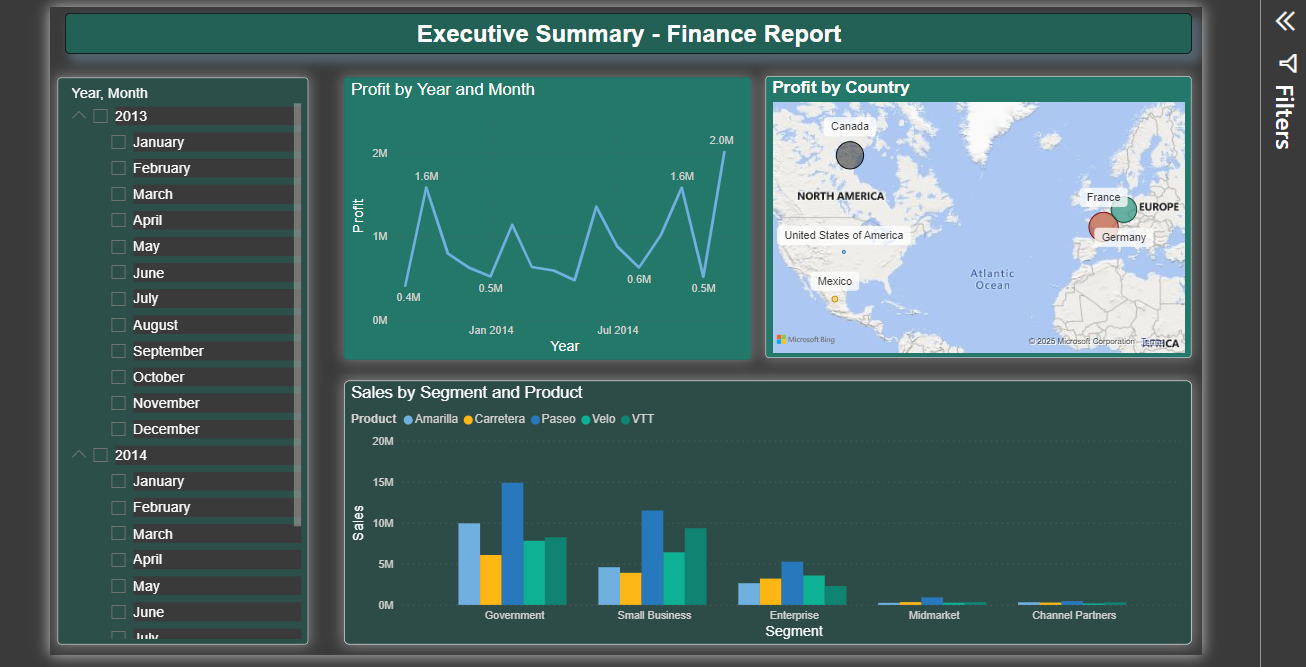 Executive Summary - Finance Report
Filters
Year, Month
2013
January
February
March
April
May
June
July
August
September
October
November
December
2014
January
February
March
April
May
June
July
Profit by Year and Month
Profit
2M
1M
0M
0.4M
1.6M
0.5M
0.6M
1.6M
0.5M
2.0M
Jan 2014
Jul 2014
Year
Profit by Country
Canada
NORTH AMERICA
United States of America
Mexico
Atlantic
Ocean
France
EUROPE
Germany
AFRICA
Microsoft Bing
© 2025 Microsoft Corporation
Sales by Segment and Product
Product Amarilla Carretera Paseo Velo VTT
Sales
20M
15M
10M
5M
0M
Government
Small Business
Enterprise
Midmarket
Channel Partners
Segment